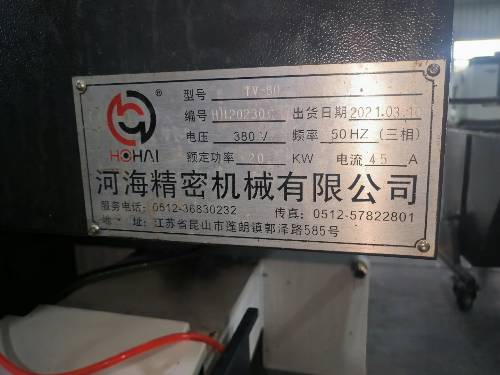 ®
HOHAI
型号 TV-80
编号 出货日期 2021.03.
电压 380 V 频率 50HZ (三相)
额定功率 20 KW 电流 45 A
河海精密机械有限公司
服务电话: 0512-36830232 传真: 0512-57822801
地 址: 江苏省昆山市蓬朗镇郭泽路585号